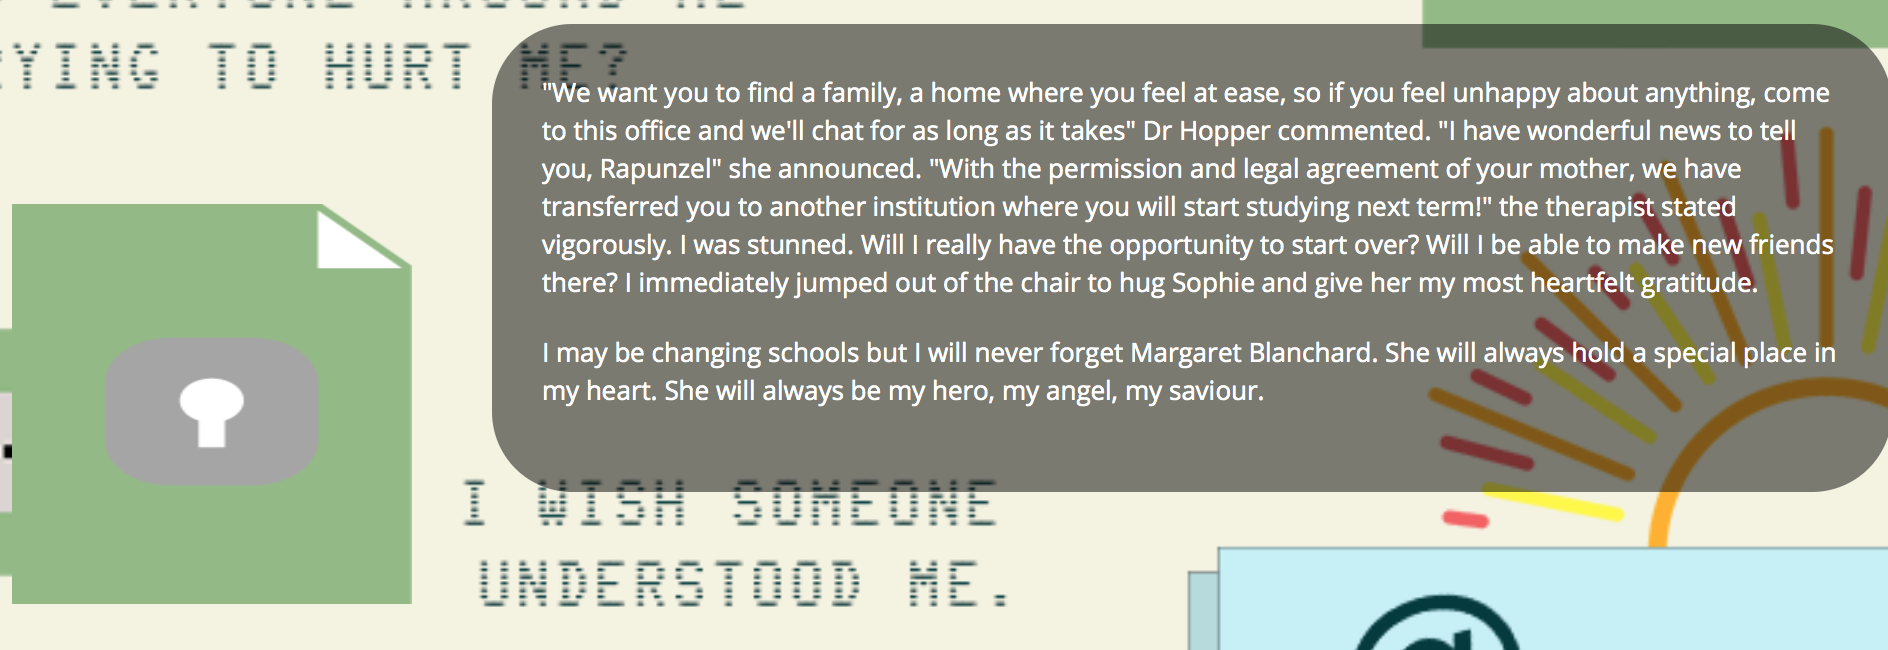 EVERYONE AROUND ME
YING TO HURT ME?
"We want you to find a family, a home where you feel at ease, so if you feel unhappy about anything, come
to this office and we'll chat for as long as it takes" Dr Hopper commented. "I have wonderful news to tell
you, Rapunzel" she announced. "With the permission and legal agreement of your mother, we have
transferred you to another institution where you will start studying next term!" the therapist stated
vigorously. I was stunned. Will I really have the opportunity to start over? Will I be able to make new friends
there? I immediately jumped out of the chair to hug Sophie and give her my most heartfelt gratitude.
I may be changing schools but I will never forget Margaret Blanchard. She will always hold a special place in
my heart. She will always be my hero, my angel, my saviour.
I WISH SOMEONE
UNDERSTOOD ME.
@